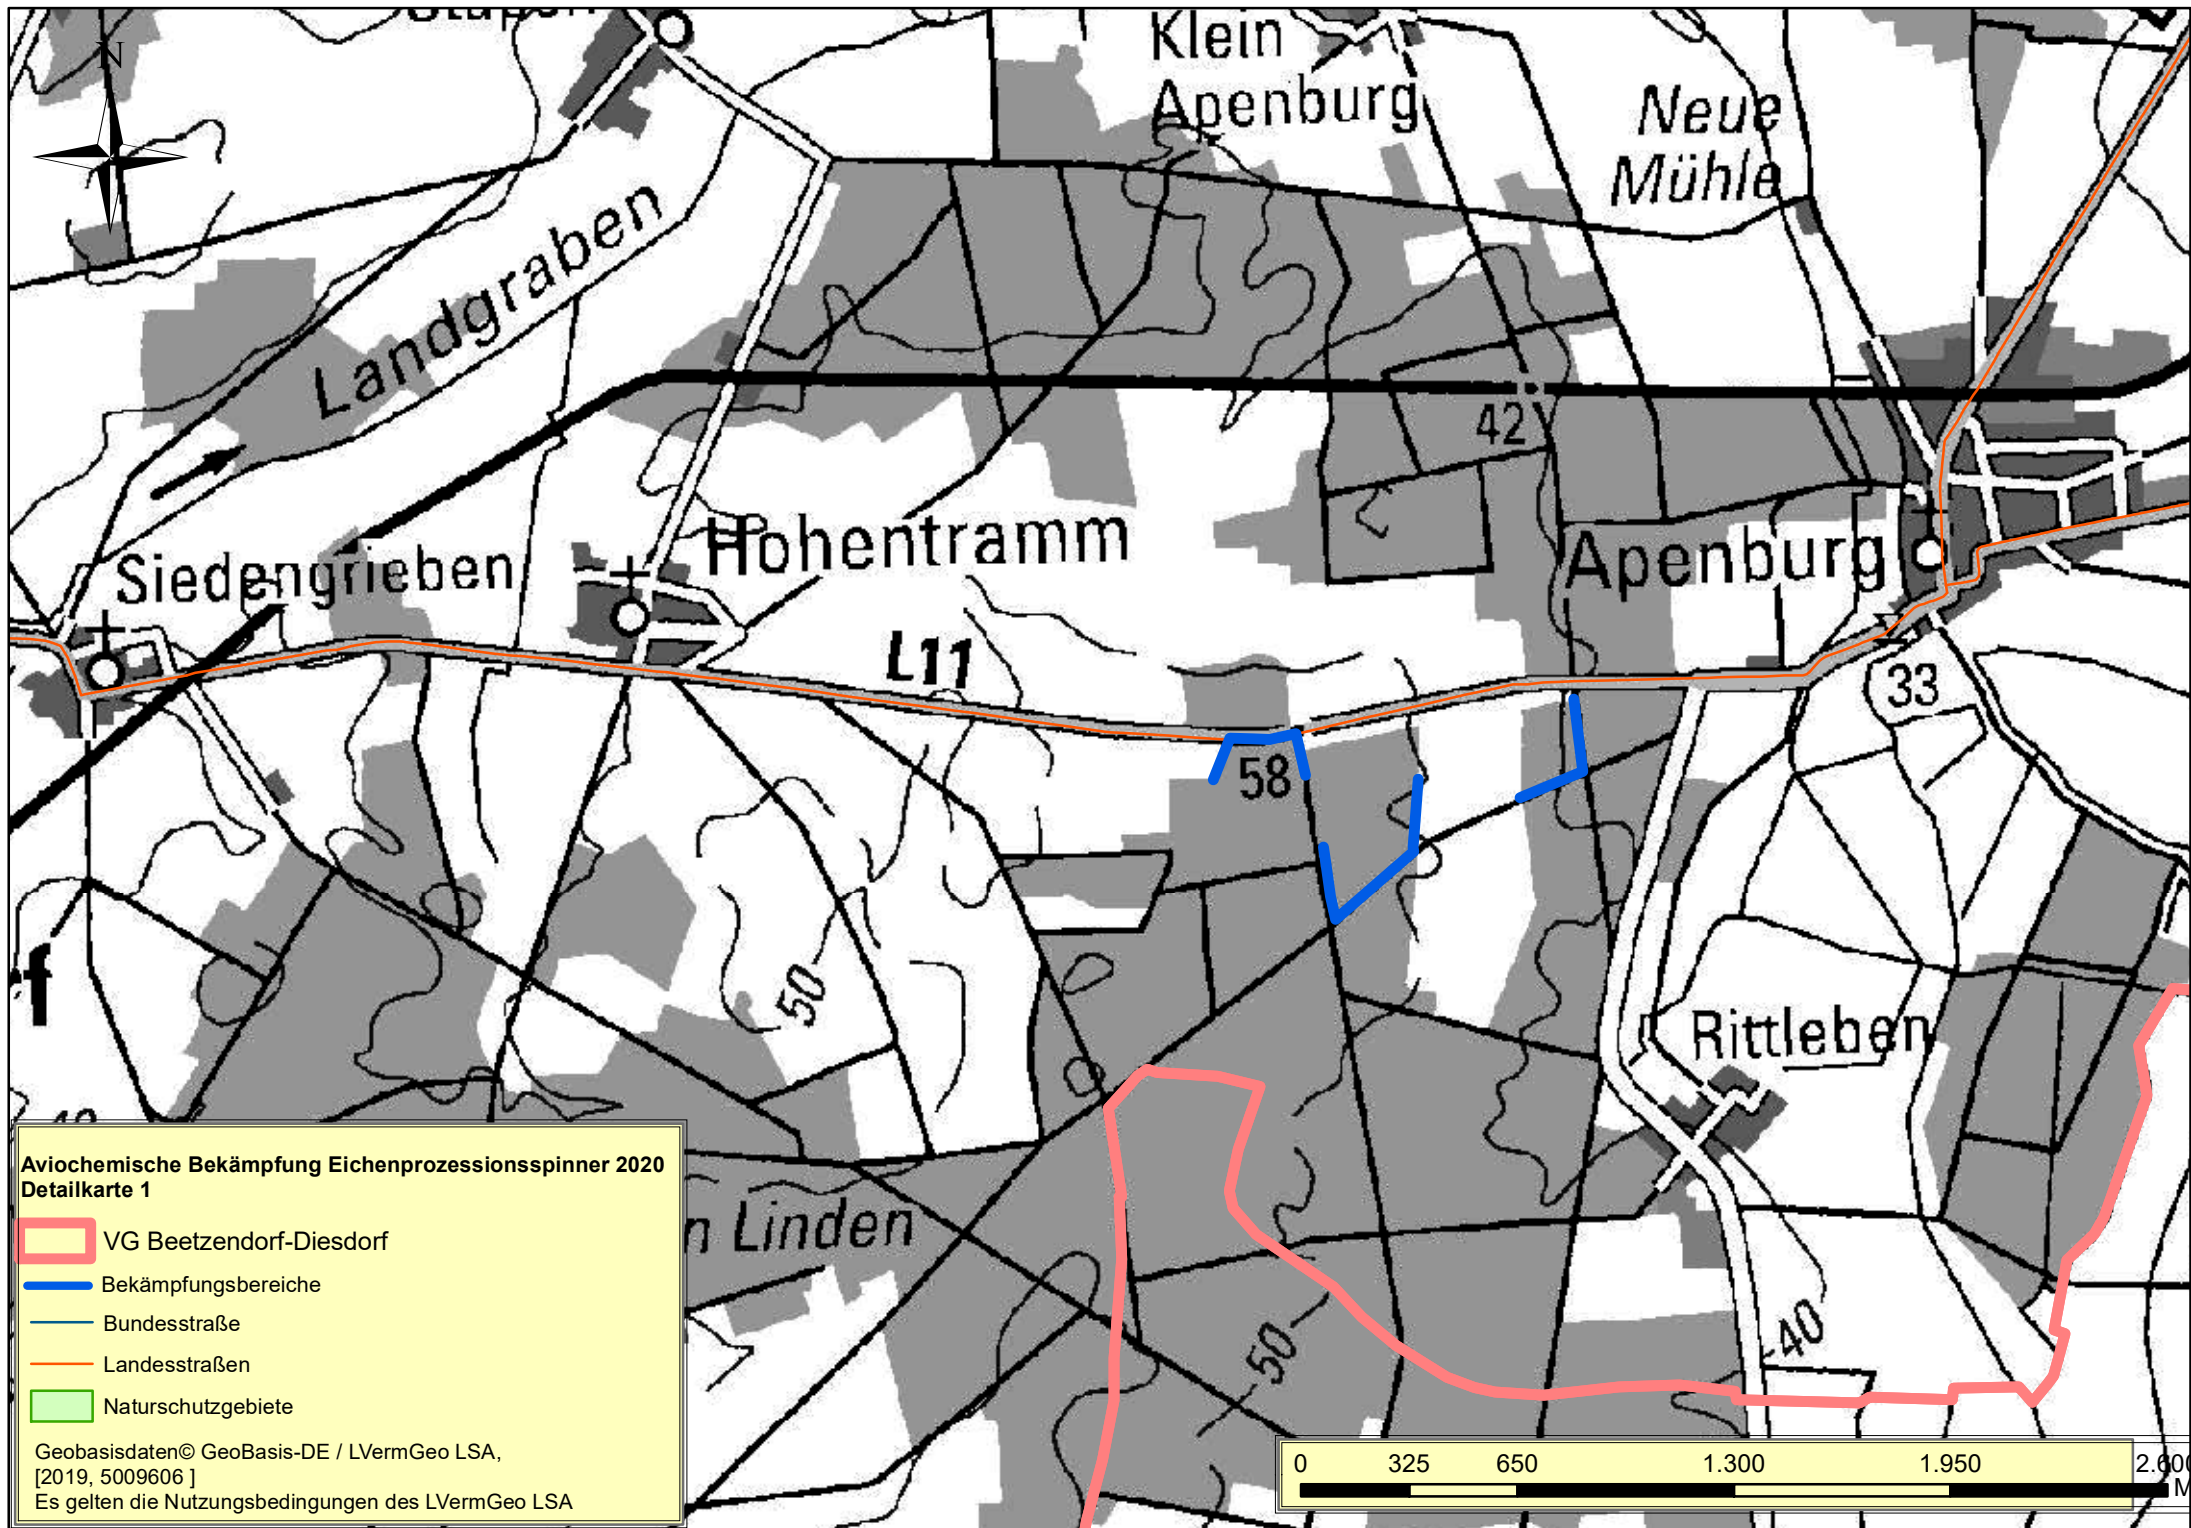 Klein
Apenburg
N
Neue
Mühle
Landgraben
42
Hohentramm
Siedengrieben
Apenburg
L11
33
58
50
Rittleben
n Linden
50
40
Aviochemische Bekämpfung Eichenprozessionsspinner 2020
Detailkarte 1
VG Beetzendorf-Diesdorf
Bekämpfungsbereiche
Bundesstraße
Landesstraßen
Naturschutzgebiete
Geobasisdaten© GeoBasis-DE / LVermGeo LSA,
[2019, 5009606 ]
Es gelten die Nutzungsbedingungen des LVermGeo LSA
0 325 650 1.300 1.950 2.600
M